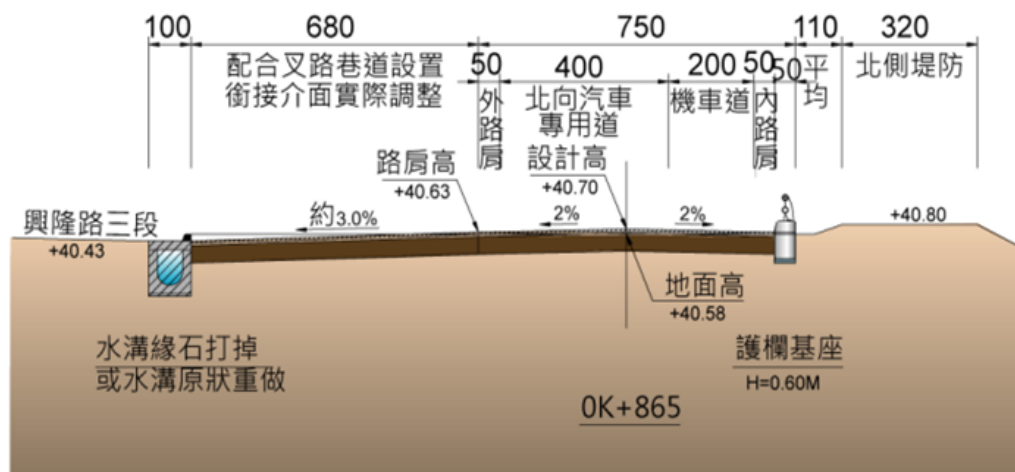 100 680 750 110 320
配合叉路巷道設置
銜接介面實際調整
50 400 200 50 50
外路肩
北向汽車
專用道
機車道
內路肩
平均
北側堤防
路肩高
+40.63
設計高
+40.70
興隆路三段
+40.43
約3.0%
2%
2%
+40.80
地面高
+40.58
水溝緣石打掉
或水溝原狀重做
護欄基座
H=0.60M
0K+865